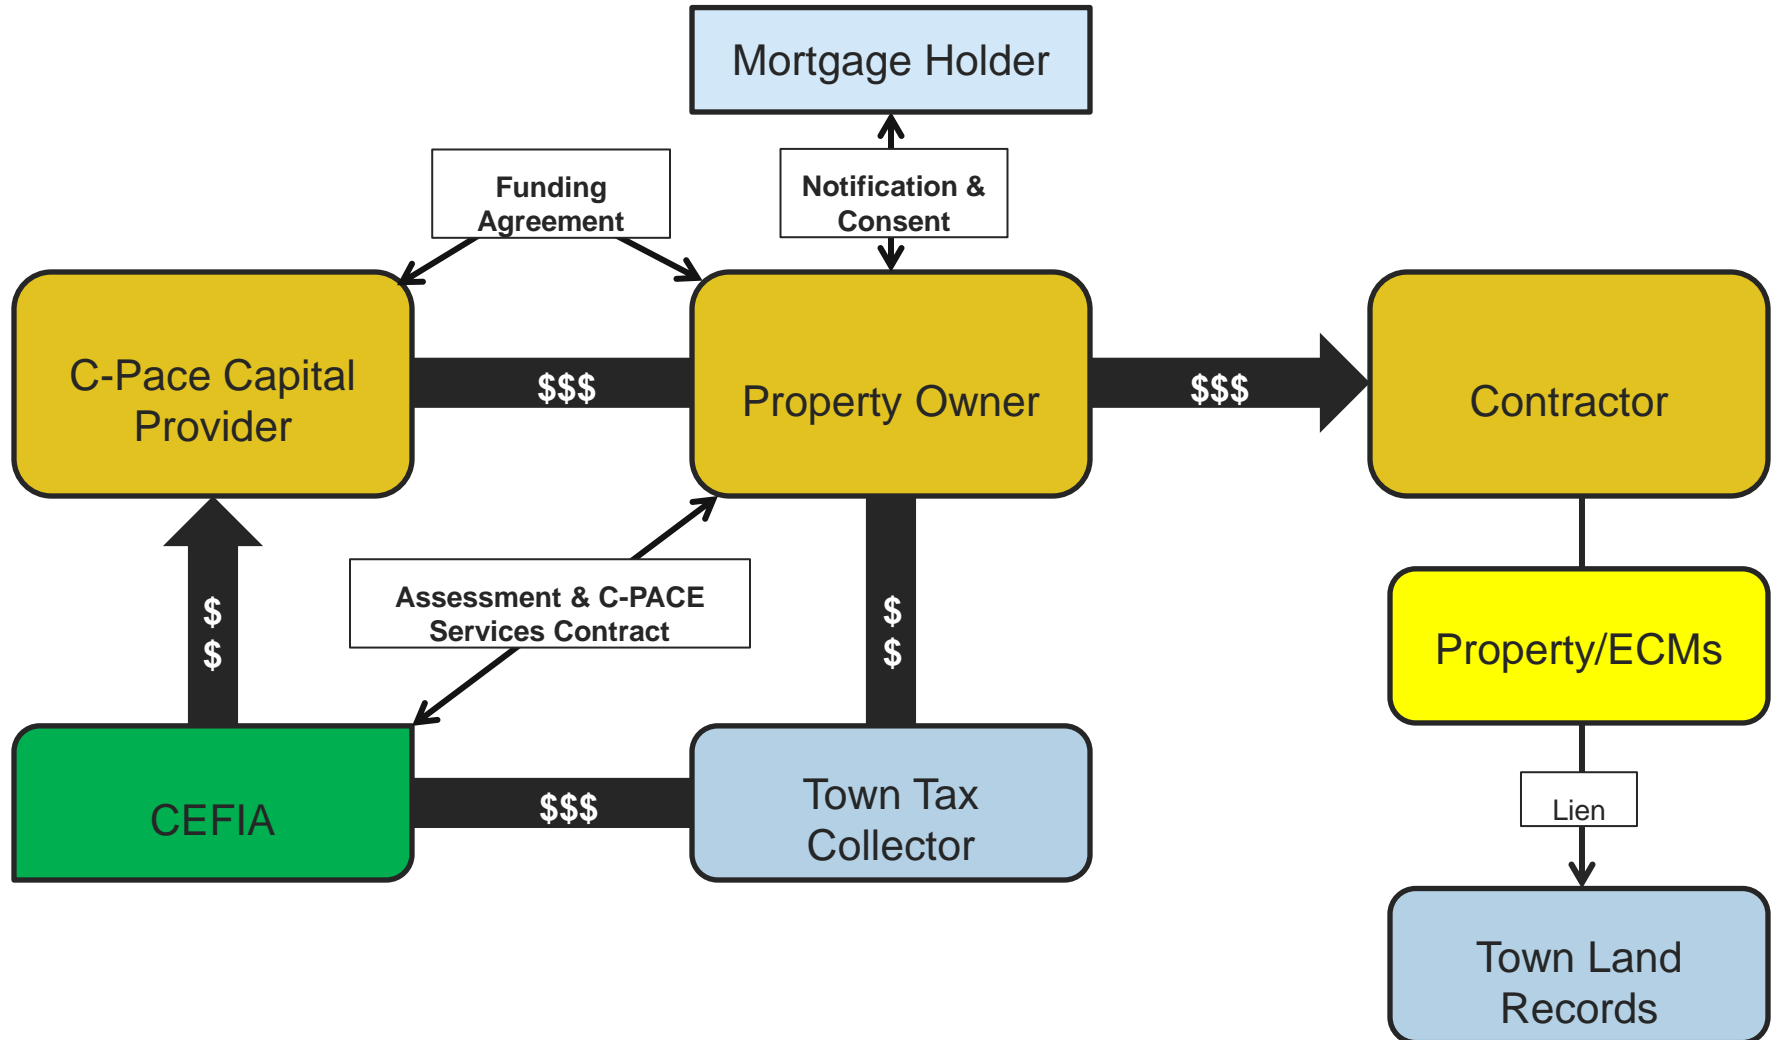 Mortgage Holder
Funding
Agreement
Notification &
Consent
C-Pace Capital
Provider
$$$
Property Owner
$$$
Contractor
$
$
Assessment & C-PACE
Services Contract
$
$
Property/ECMs
CEFIA
$$$
Town Tax
Collector
Lien
Town Land
Records